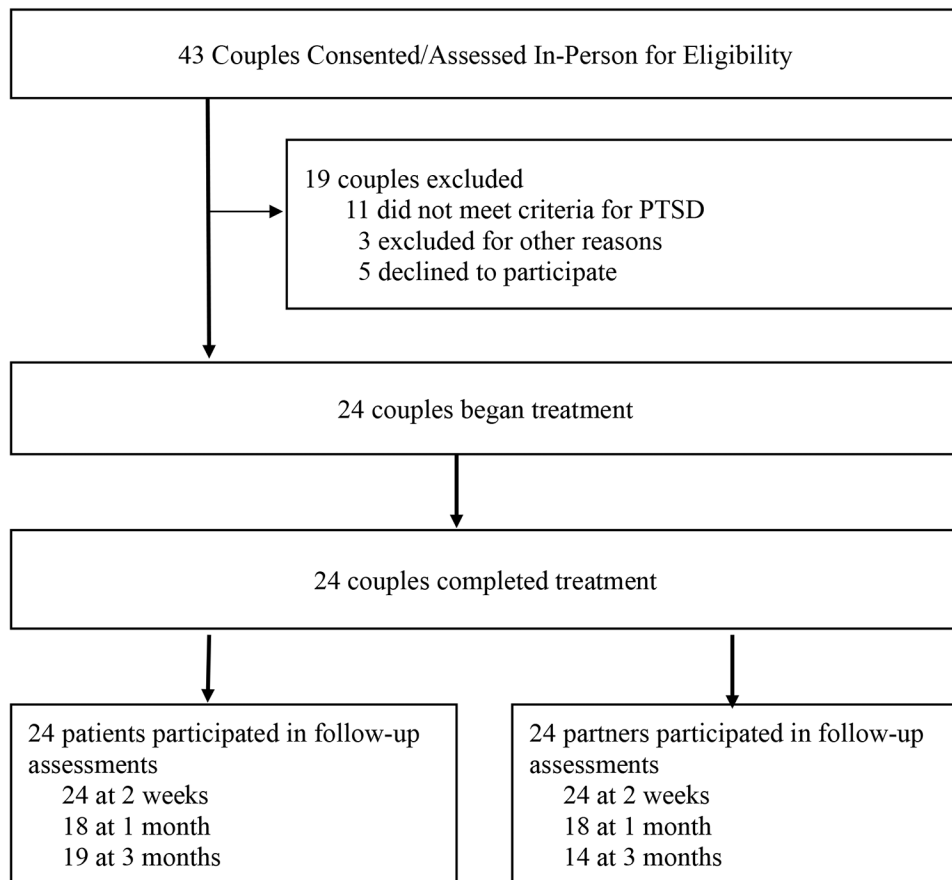 43 Couples Consented/Assessed In-Person for Eligibility
19 couples excluded
11 did not meet criteria for PTSD
3 excluded for other reasons
5 declined to participate
24 couples began treatment
24 couples completed treatment
24 patients participated in follow-up
assessments
24 at 2 weeks
18 at 1 month
19 at 3 months
24 partners participated in follow-up
assessments
24 at 2 weeks
18 at 1 month
14 at 3 months